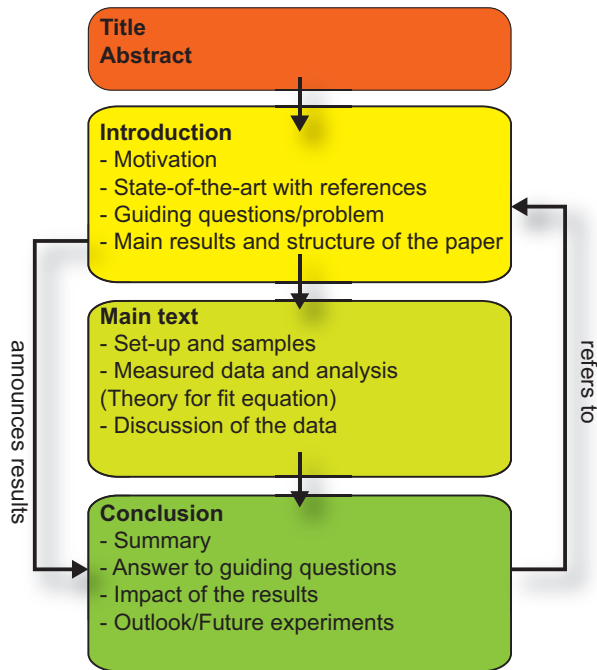 Title
Abstract
Introduction
- Motivation
- State-of-the-art with references
- Guiding questions/problem
- Main results and structure of the paper
Main text
- Set-up and samples
- Measured data and analysis
(Theory for fit equation)
- Discussion of the data
Conclusion
- Summary
- Answer to guiding questions
- Impact of the results
- Outlook/Future experiments
announces results
refers to